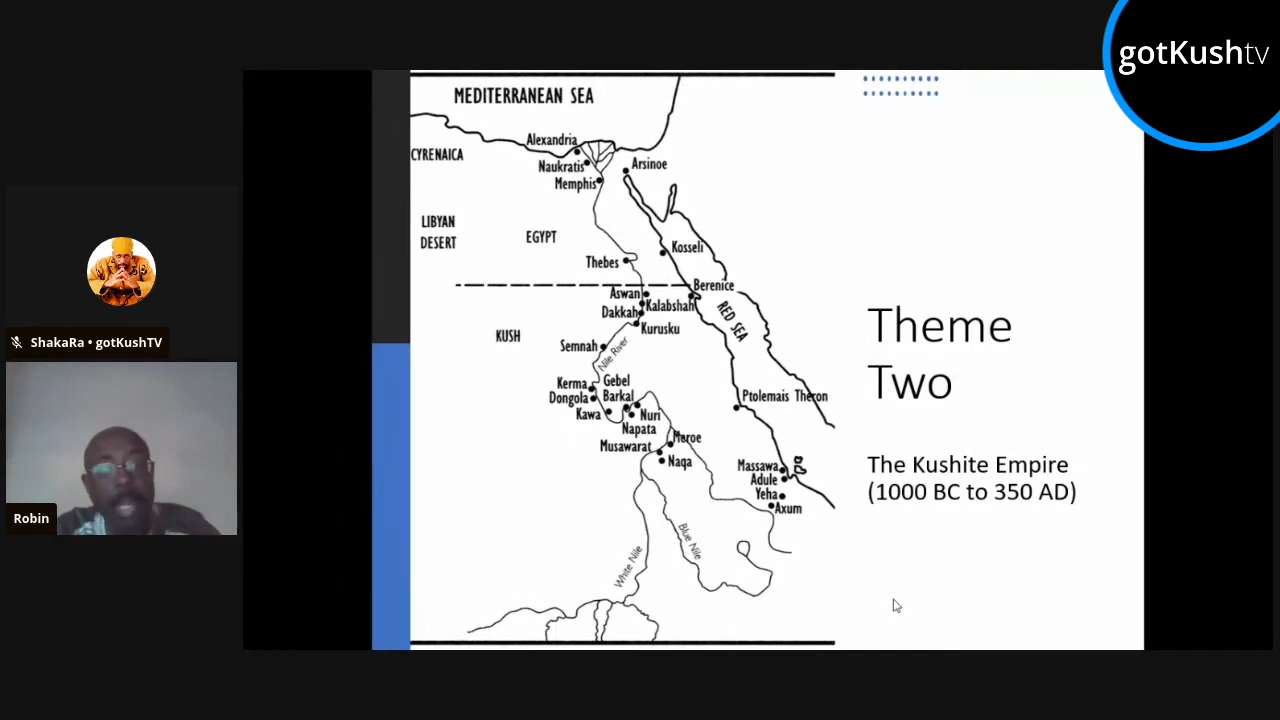 gotKushtv
ShakaRa • gotKushTV
Robin
MEDITERRANEAN SEA
Alexandria
CYRENAICA
Naukratis
Arsinoe
Memphis
LIBYAN
DESERT
EGYPT
Kosseli
Thebes
Berenice
Aswan
Kalabshah
Dakkah
RED SEA
Kurusku
KUSH
Semnah
Nile River
Kerma
Gebel
Barkal
Dongola
Ptolemais Theron
Kawa
Nuri
Napata
Meroe
Musawarat
Naqa
Massawa
Adule
Yeha
Axum
Blue Nile
White Nile
Theme
Two
The Kushite Empire
(1000 BC to 350 AD)